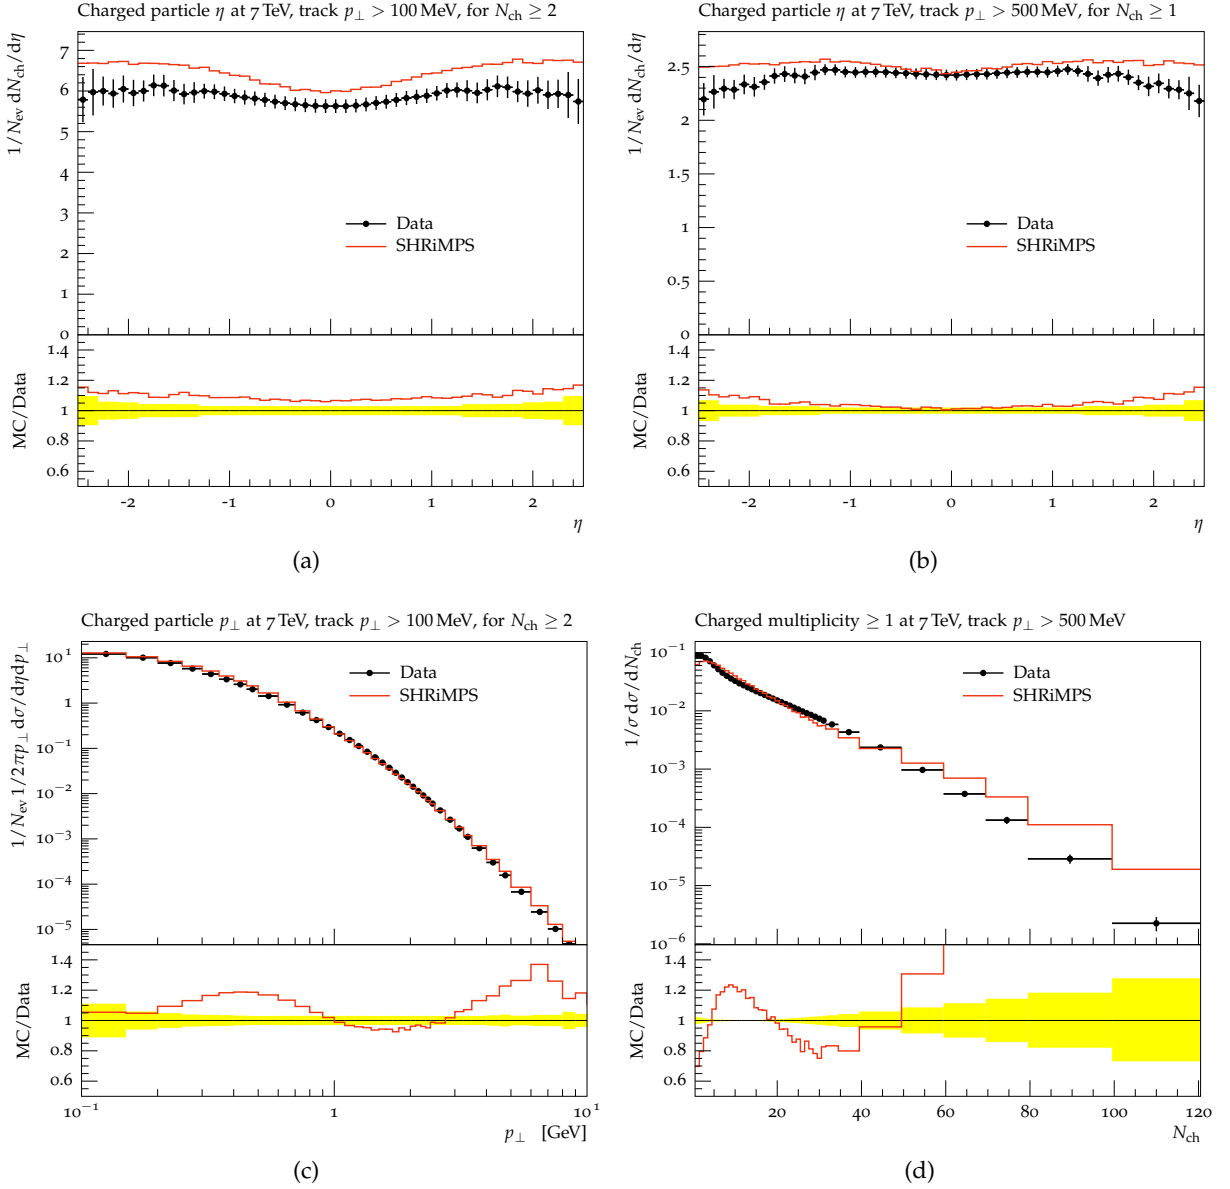 Charged particle η at 7 TeV, track p⊥ > 100 MeV, for Nch ≥ 2
1/Nev dNch/dη
7
6
5
4
3
2
1
0
Data
SHRiMPS
MC/Data
1.4
1.2
1
0.8
0.6
-2
-1
0
1
2
η
(a)
Charged particle η at 7 TeV, track p⊥ > 500 MeV, for Nch ≥ 1
1/Nev dNch/dη
2.5
2
1.5
1
0.5
0
Data
SHRiMPS
MC/Data
1.4
1.2
1
0.8
0.6
-2
-1
0
1
2
η
(b)
Charged particle p⊥ at 7 TeV, track p⊥ > 100 MeV, for Nch ≥ 2
1/Nev 1/2πp⊥ dσ/dηdp⊥
10¹
1
10⁻¹
10⁻²
10⁻³
10⁻⁴
10⁻⁵
Data
SHRiMPS
MC/Data
1.4
1.2
1
0.8
0.6
10⁻¹
1
10¹
p⊥ [GeV]
(c)
Charged multiplicity ≥ 1 at 7 TeV, track p⊥ > 500 MeV
1/σ dσ/dNch
10⁻¹
10⁻²
10⁻³
10⁻⁴
10⁻⁵
10⁻⁶
Data
SHRiMPS
MC/Data
1.4
1.2
1
0.8
0.6
20
40
60
80
100
120
Nch
(d)